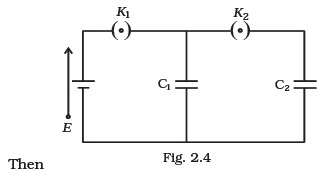 K₁ K₂
C₁ C₂
E
Fig. 2.4
Then